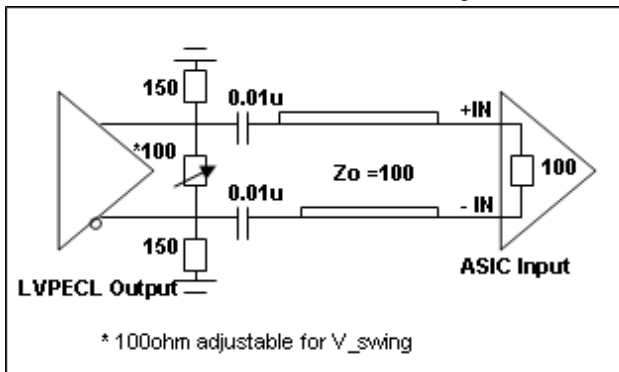 150
0.01u
+IN
*100
Zo =100
100
0.01u
- IN
150
ASIC Input
LVPECL Output
* 100ohm adjustable for V_swing